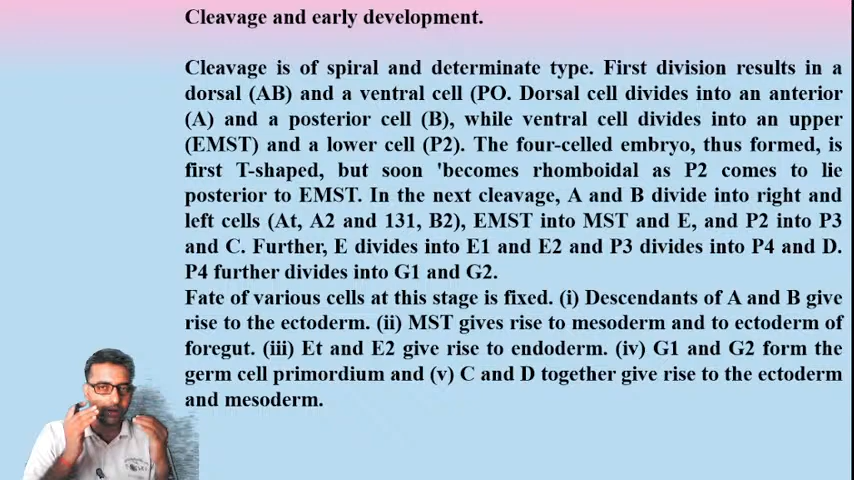 Cleavage and early development.
Cleavage is of spiral and determinate type. First division results in a
dorsal (AB) and a ventral cell (PO. Dorsal cell divides into an anterior
(A) and a posterior cell (B), while ventral cell divides into an upper
(EMST) and a lower cell (P2). The four-celled embryo, thus formed, is
first T-shaped, but soon 'becomes rhomboidal as P2 comes to lie
posterior to EMST. In the next cleavage, A and B divide into right and
left cells (At, A2 and 131, B2), EMST into MST and E, and P2 into P3
and C. Further, E divides into E1 and E2 and P3 divides into P4 and D.
P4 further divides into G1 and G2.
Fate of various cells at this stage is fixed. (i) Descendants of A and B give
rise to the ectoderm. (ii) MST gives rise to mesoderm and to ectoderm of
foregut. (iii) Et and E2 give rise to endoderm. (iv) G1 and G2 form the
germ cell primordium and (v) C and D together give rise to the ectoderm
and mesoderm.